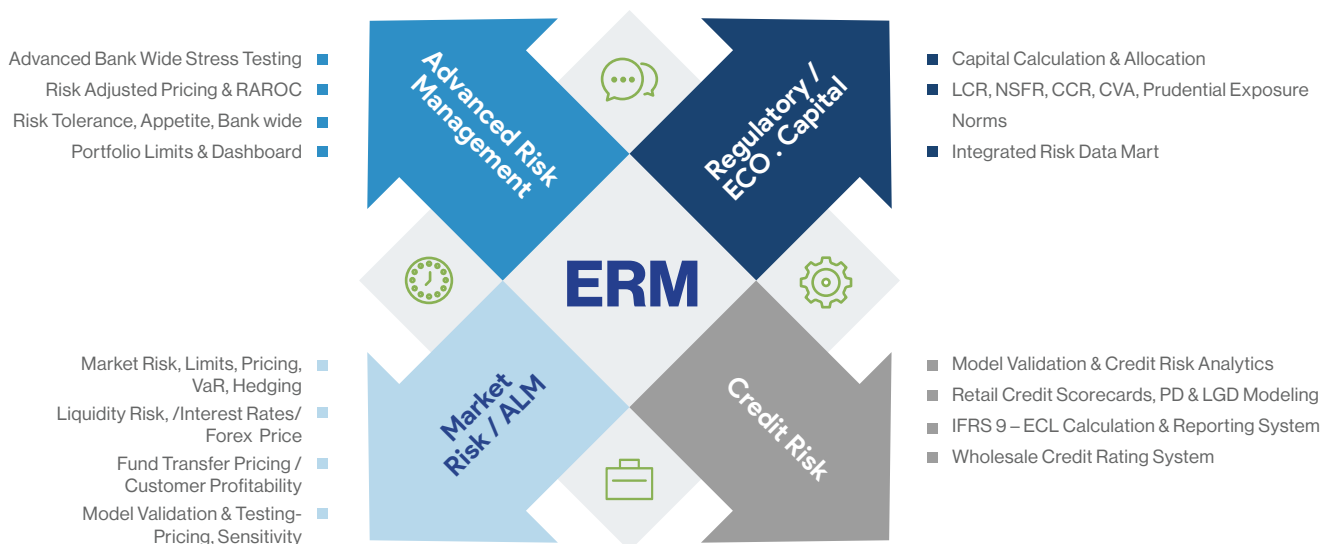 Advanced Bank Wide Stress Testing
Risk Adjusted Pricing & RAROC
Risk Tolerance, Appetite, Bank wide
Portfolio Limits & Dashboard
Advanced Risk
Management
Regulatory /
ECO . Capital
Capital Calculation & Allocation
LCR, NSFR, CCR, CVA, Prudential Exposure
Norms
Integrated Risk Data Mart
ERM
Market Risk, Limits, Pricing,
VaR, Hedging
Liquidity Risk, /Interest Rates/
Forex Price
Fund Transfer Pricing /
Customer Profitability
Model Validation & Testing-
Pricing, Sensitivity
Market
Risk / ALM
Credit Risk
Model Validation & Credit Risk Analytics
Retail Credit Scorecards, PD & LGD Modeling
IFRS 9 – ECL Calculation & Reporting System
Wholesale Credit Rating System